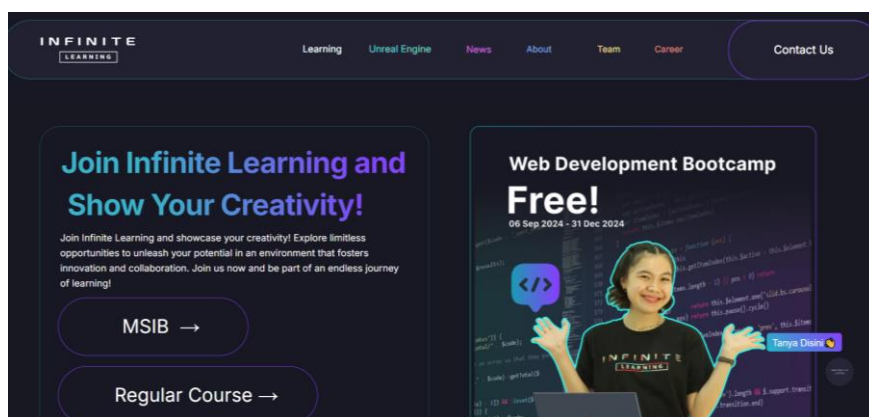 INFINITE
LEARNING
Learning
Unreal Engine
News
About
Team
Career
Contact Us
Join Infinite Learning and
Show Your Creativity!
Join Infinite Learning and showcase your creativity! Explore limitless
opportunities to unleash your potential in an environment that fosters
innovation and collaboration. Join us now and be part of an endless journey
of learning!
MSIB →
Regular Course →
Web Development Bootcamp
Free!
06 Sep 2024 - 31 Dec 2024
</>
INFINITE
LEARNING
Tanya Disini